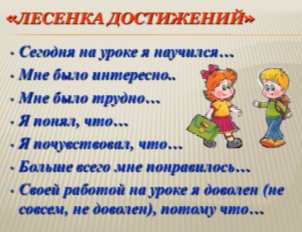 «ЛЕСЕНКА ДОСТИЖЕНИЙ»
• Сегодня на уроке я научился…
• Мне было интересно..
• Мне было трудно…
• Я понял, что…
• Я почувствовал, что…
• Больше всего мне понравилось…
• Своей работой на уроке я доволен (не
совсем, не доволен), потому что…